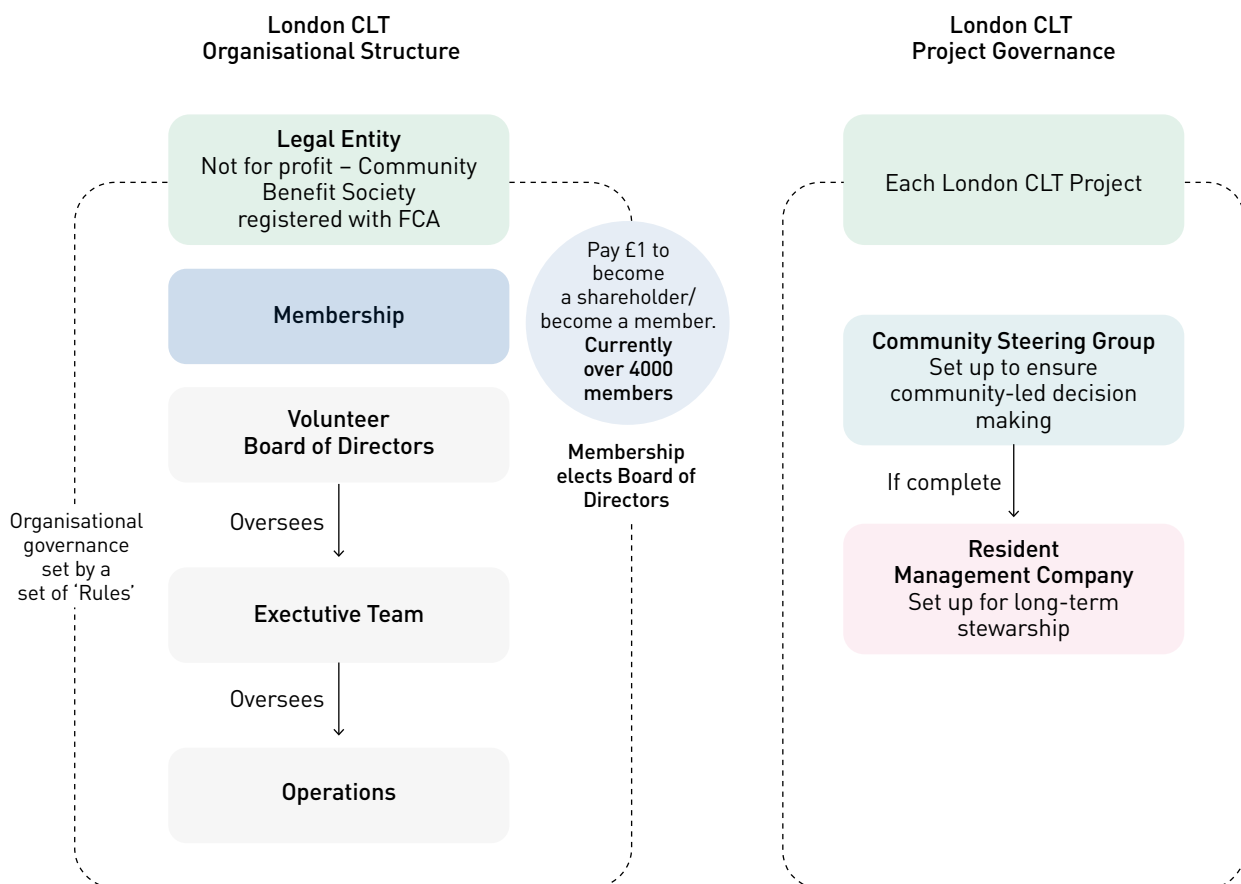 London CLT
Organisational Structure
Legal Entity
Not for profit – Community
Benefit Society
registered with FCA
Membership
Pay £1 to
become
a shareholder/
become a member.
Currently
over 4000
members
Volunteer
Board of Directors
Membership
elects Board of
Directors
Oversees
Organisational
governance
set by a
set of ‘Rules’
Exectutive Team
Oversees
Operations
London CLT
Project Governance
Each London CLT Project
Community Steering Group
Set up to ensure
community-led decision
making
If complete
Resident
Management Company
Set up for long-term
stewarship